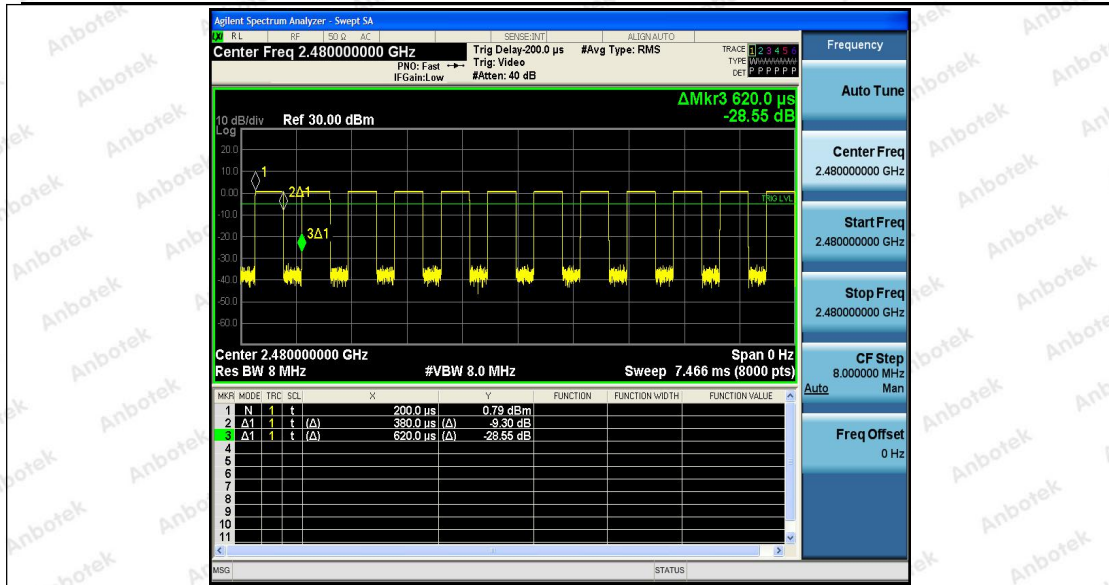 Agilent Spectrum Analyzer - Swept SA
RL RF 50 Ω AC SENSE:INT ALIGN AUTO
Center Freq 2.480000000 GHz
PNO: Fast
IFGain:Low
Trig Delay-200.0 µs
Trig: Video
#Atten: 40 dB
#Avg Type: RMS
TRACE 1 2 3 4 5 6
TYPE
DET P P P P P P
ΔMkr3 620.0 µs
-28.55 dB
10 dB/div Ref 30.00 dBm
Log
20.0
10.0
0.00
-10.0
-20.0
-30.0
-40.0
-50.0
-60.0
1
2Δ1
3Δ1
TRIG LVL
Center 2.480000000 GHz Span 0 Hz
Res BW 8 MHz #VBW 8.0 MHz Sweep 7.466 ms (8000 pts)
MKR MODE TRC SCL X Y FUNCTION FUNCTION WIDTH FUNCTION VALUE
1 N 1 t 200.0 µs 0.79 dBm
2 Δ1 1 t (Δ) 380.0 µs (Δ) -9.30 dB
3 Δ1 1 t (Δ) 620.0 µs (Δ) -28.55 dB
4
5
6
7
8
9
10
11
MSG STATUS
Frequency
Auto Tune
Center Freq
2.480000000 GHz
Start Freq
2.480000000 GHz
Stop Freq
2.480000000 GHz
CF Step
8.000000 MHz
Auto Man
Freq Offset
0 Hz
Anbotek